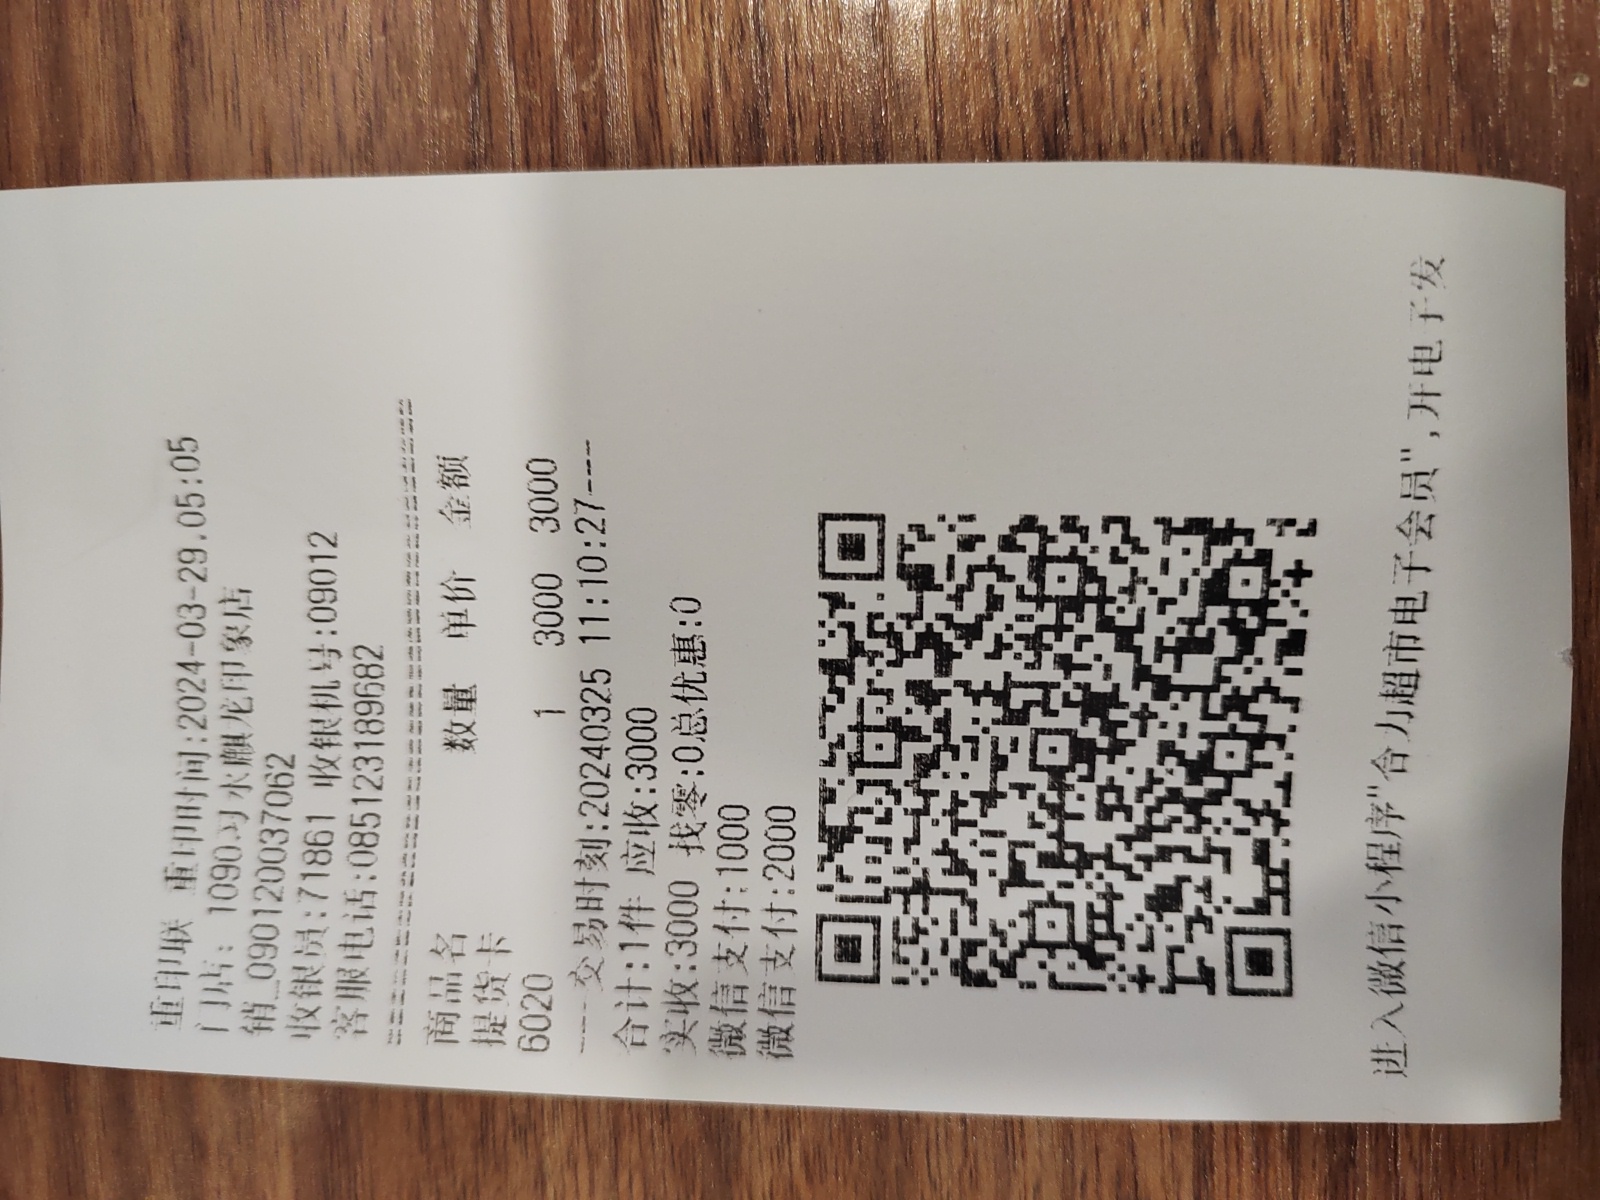 重印联 重印时间:2024-03-29.05:05
门店: 1090习水麒龙印象店
销_090120037062
收银员:71861 收银机号:09012
客服电话:085123189682
商品名 数量 单价 金额
提货卡
6020 1 3000 3000
----交易时刻:20240325 11:10:27----
合计:1件 应收:3000
实收:3000 找零:0总优惠:0
微信支付:1000
微信支付:2000
进入微信小程序"合力超市电子会员",开电子发